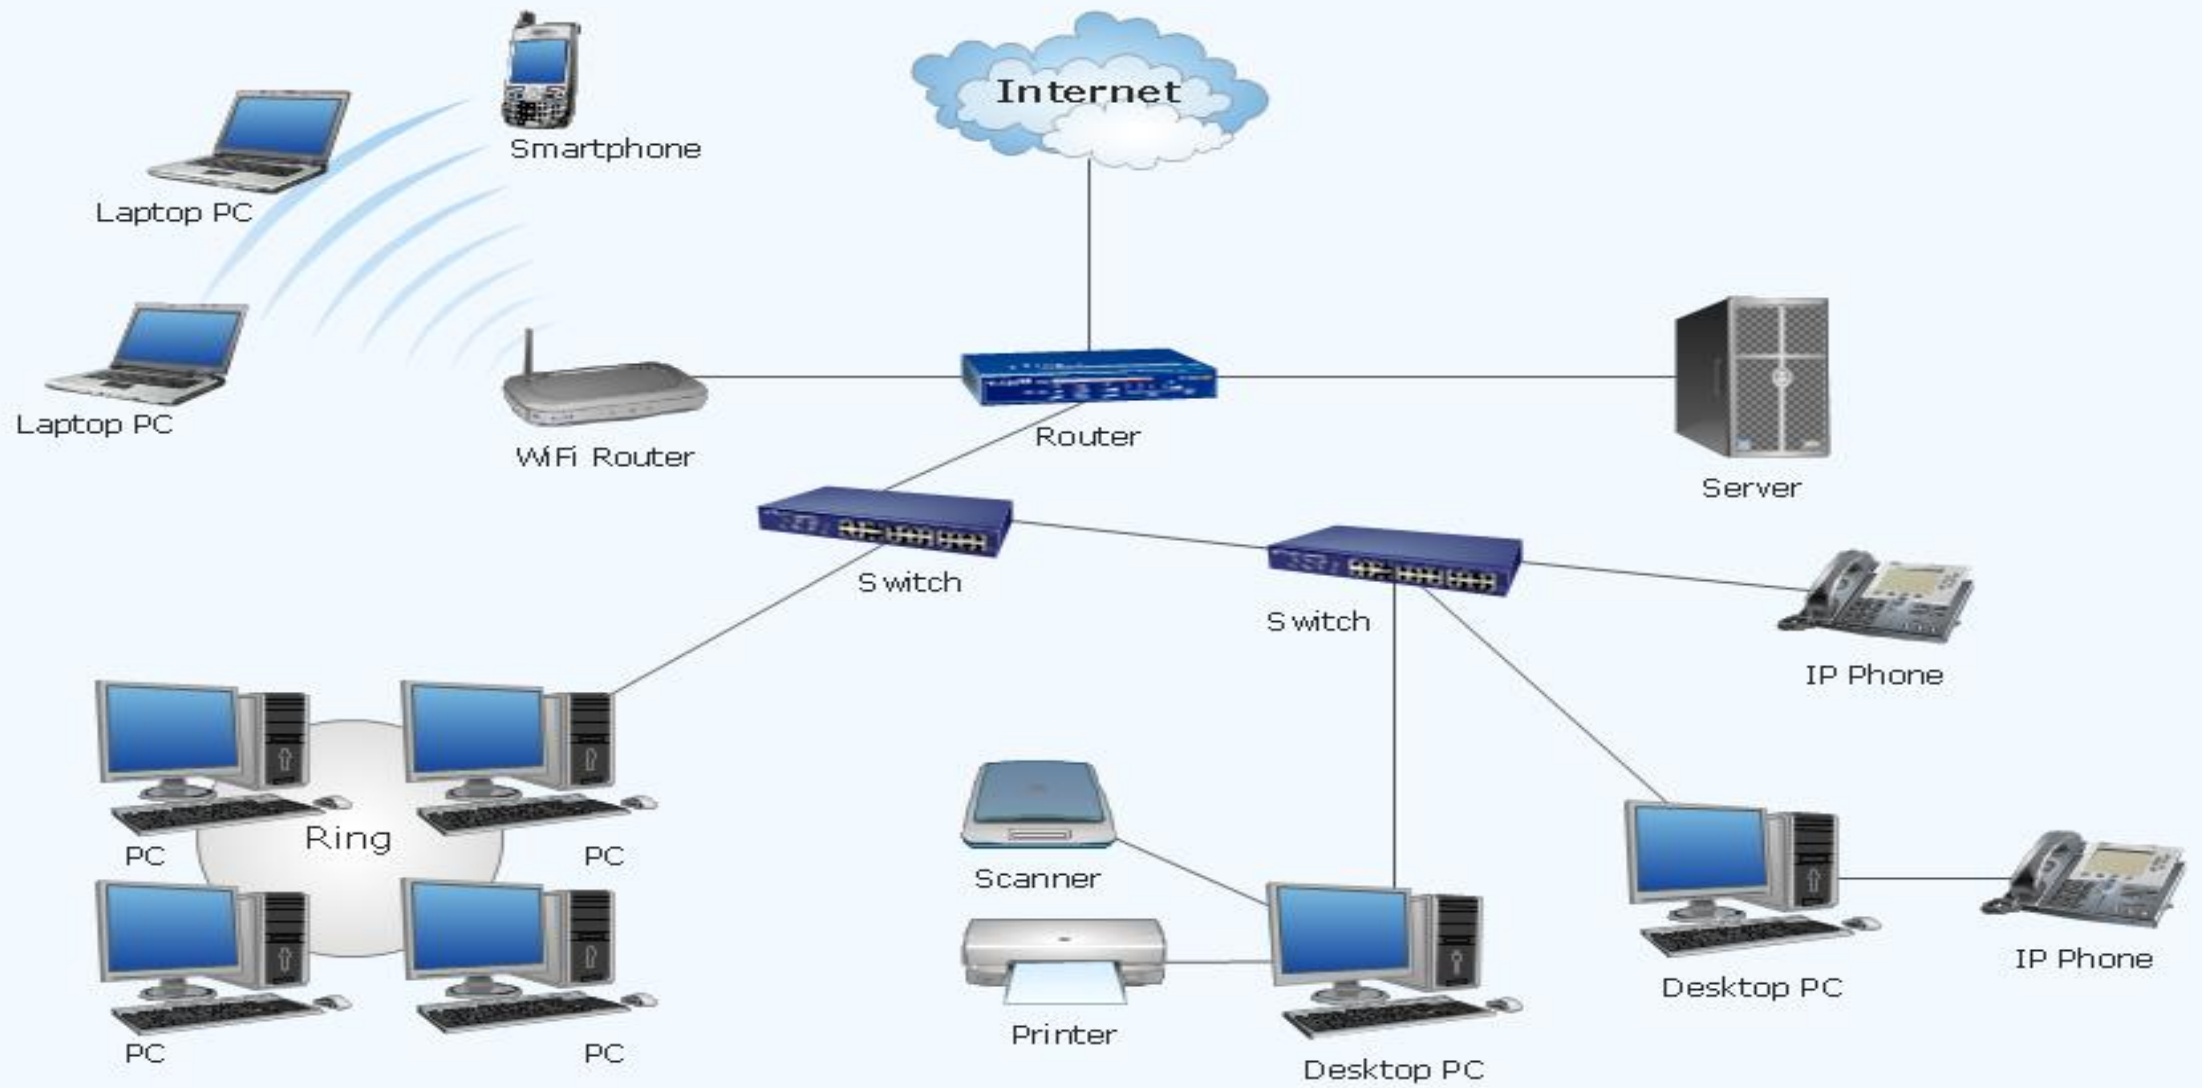 Internet
Smartphone
Laptop PC
Laptop PC
WiFi Router
Router
Server
Switch
Switch
IP Phone
Ring
PC
PC
PC
PC
Scanner
Printer
Desktop PC
Desktop PC
IP Phone